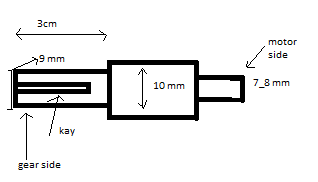 3cm
motor
side
9 mm
10 mm
7_8 mm
kay
gear side